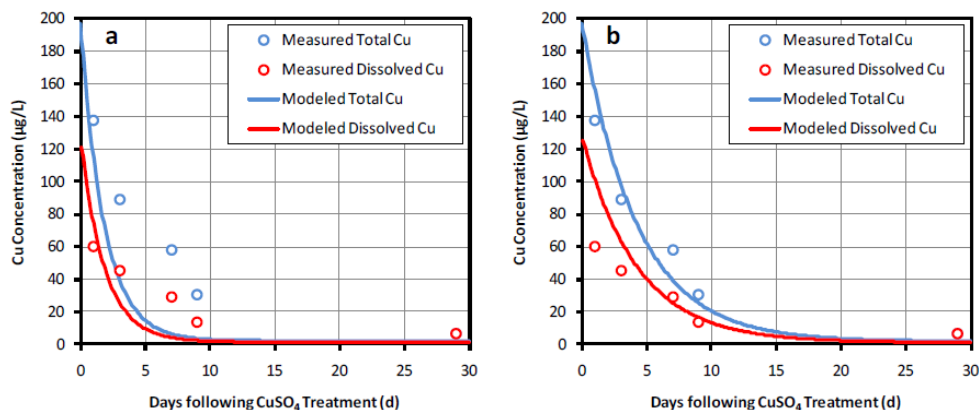 a
Measured Total Cu
Measured Dissolved Cu
Modeled Total Cu
Modeled Dissolved Cu
200
180
160
140
120
100
80
60
40
20
0
Cu Concentration (µg/L)
0 5 10 15 20 25 30
Days following CuSO₄ Treatment (d)
b
Measured Total Cu
Measured Dissolved Cu
Modeled Total Cu
Modeled Dissolved Cu
200
180
160
140
120
100
80
60
40
20
0
Cu Concentration (µg/L)
0 5 10 15 20 25 30
Days following CuSO₄ Treatment (d)